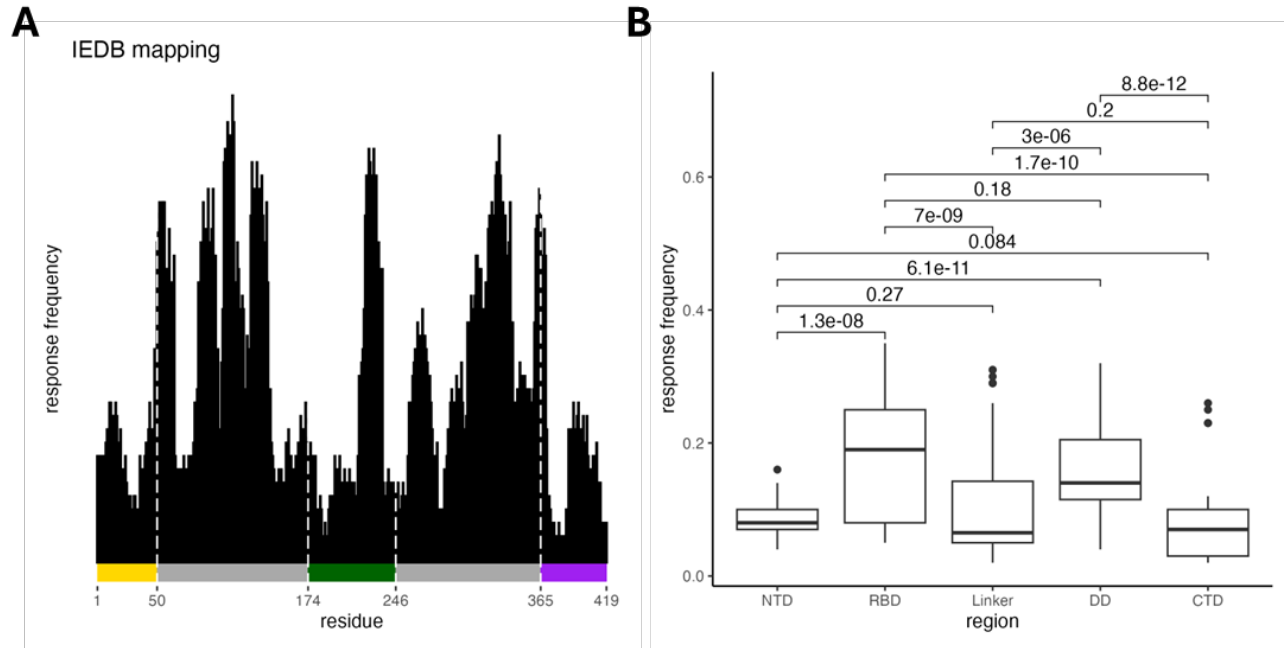 A
IEDB mapping
response frequency
1 50 174 246 365 419
residue
B
response frequency
0.6
0.4
0.2
0.0
8.8e-12
0.2
3e-06
1.7e-10
0.18
7e-09
0.084
6.1e-11
0.27
1.3e-08
NTD RBD Linker DD CTD
region